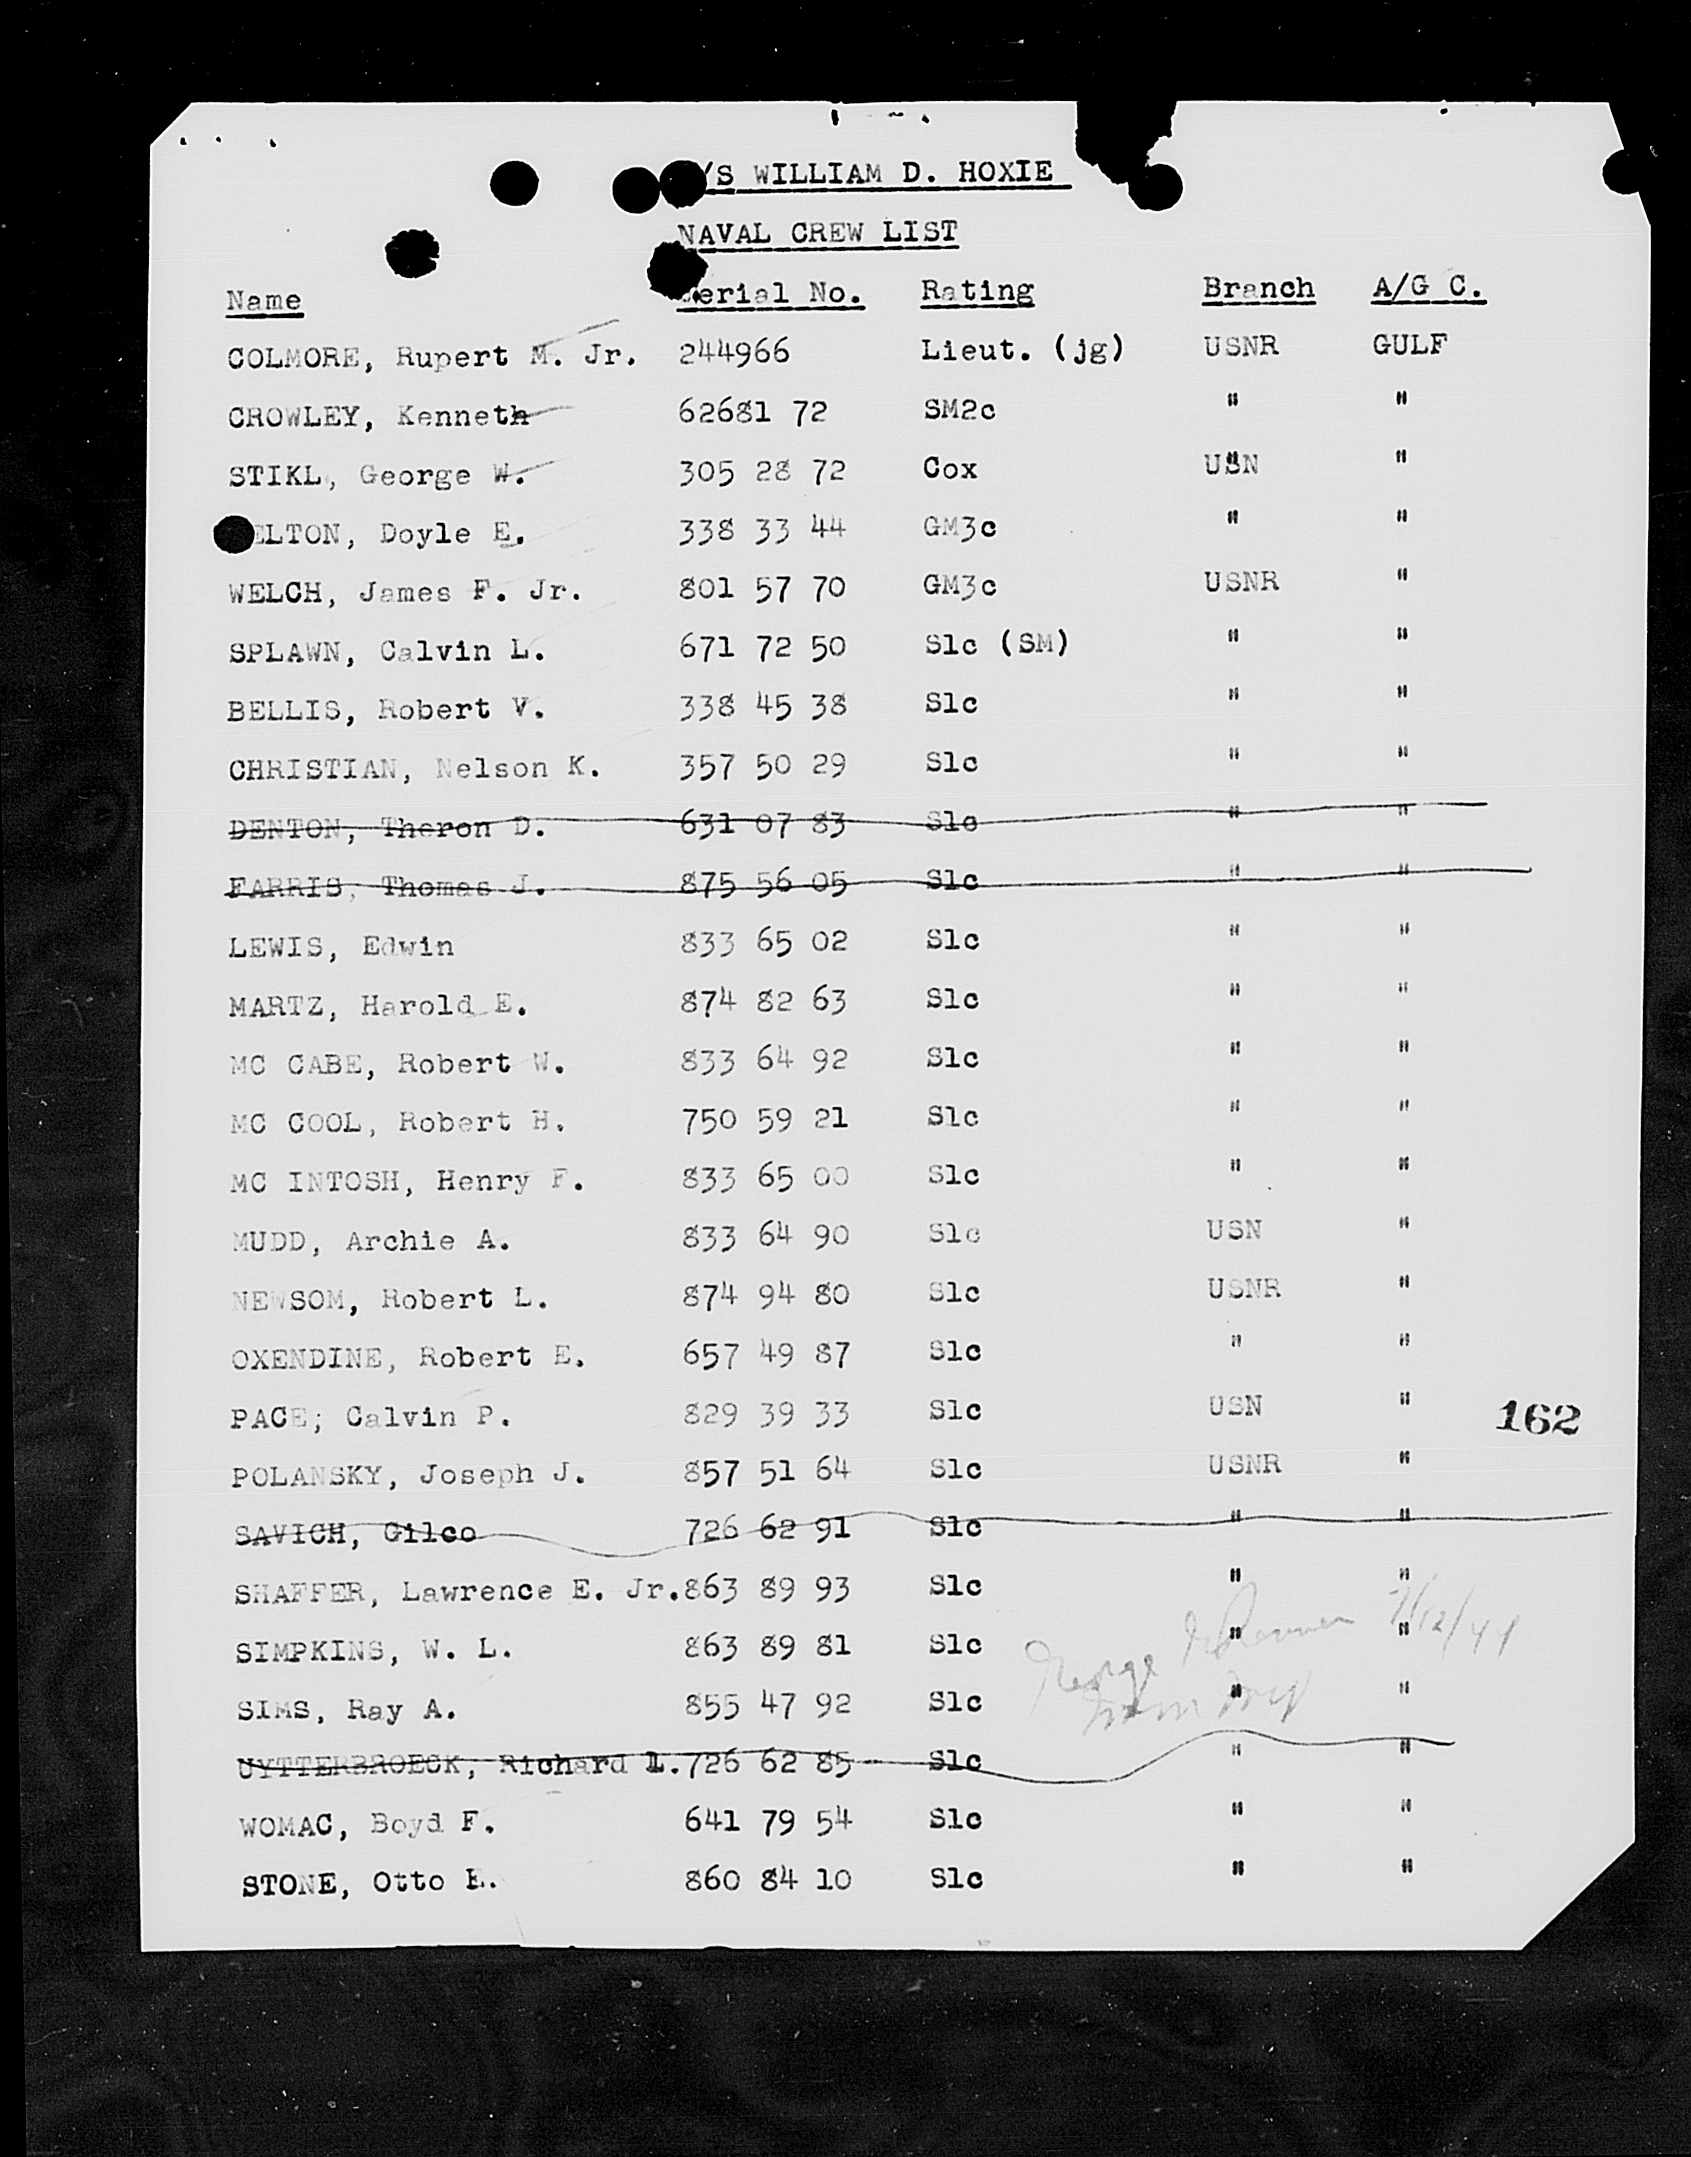 /S WILLIAM D. HOXIE
NAVAL CREW LIST
Name Serial No. Rating Branch A/G C.
COLMORE, Rupert M. Jr. 244966 Lieut. (jg) USNR GULF
CROWLEY, Kenneth 62681 72 SM2c " "
STIKL, George W. 305 28 72 Cox USN "
ELTON, Doyle E. 338 33 44 GM3c " "
WELCH, James F. Jr. 801 57 70 GM3c USNR "
SPLAWN, Calvin L. 671 72 50 S1c (SM) " "
BELLIS, Robert V. 338 45 38 S1c " "
CHRISTIAN, Nelson K. 357 50 29 S1c " "
DENTON, Theron D. 631 07 83 S1c " "
FARRIS, Thomas J. 875 56 05 S1c " "
LEWIS, Edwin 833 65 02 S1c " "
MARTZ, Harold E. 874 82 63 S1c " "
MC CABE, Robert W. 833 64 92 S1c " "
MC COOL, Robert H. 750 59 21 S1c " "
MC INTOSH, Henry F. 833 65 00 S1c " "
MUDD, Archie A. 833 64 90 S1c USN "
NEWSOM, Robert L. 874 94 80 S1c USNR "
OXENDINE, Robert E. 657 49 87 S1c " "
PACE; Calvin P. 829 39 33 S1c USN "
162
POLANSKY, Joseph J. 857 51 64 S1c USNR "
SAVICH, Gilco 726 62 91 S1c " "
SHAFFER, Lawrence E. Jr. 863 89 93 S1c " "
SIMPKINS, W. L. 863 89 81 S1c " "
George 7/12/44
SIMS, Ray A. 855 47 92 S1c " "
UYTTERBROECK, Richard L. 726 62 85 S1c " "
WOMAC, Boyd F. 641 79 54 S1c " "
STONE, Otto E. 860 84 10 S1c " "